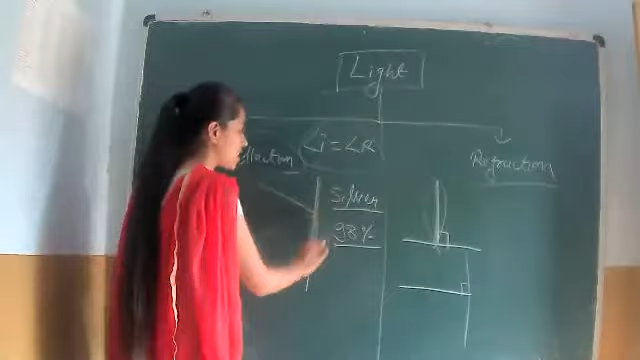 Light
∠i = ∠R
Refraction
Silver
98%